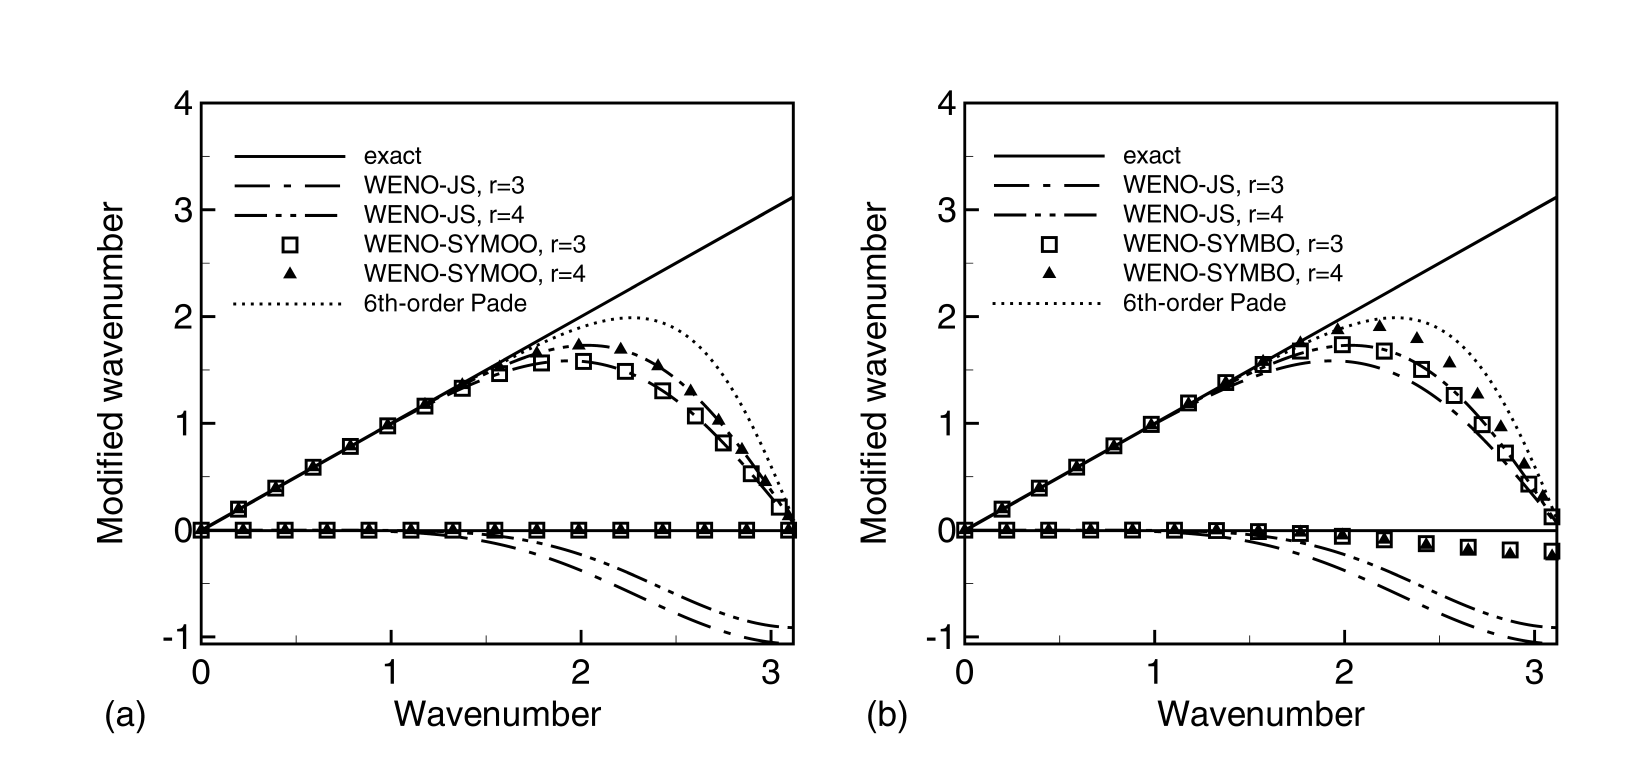 4
3
2
1
0
-1
0
1
2
3
Modified wavenumber
Wavenumber
exact
WENO-JS, r=3
WENO-JS, r=4
WENO-SYMOO, r=3
WENO-SYMOO, r=4
6th-order Pade
(a)
4
3
2
1
0
-1
0
1
2
3
Modified wavenumber
Wavenumber
exact
WENO-JS, r=3
WENO-JS, r=4
WENO-SYMBO, r=3
WENO-SYMBO, r=4
6th-order Pade
(b)